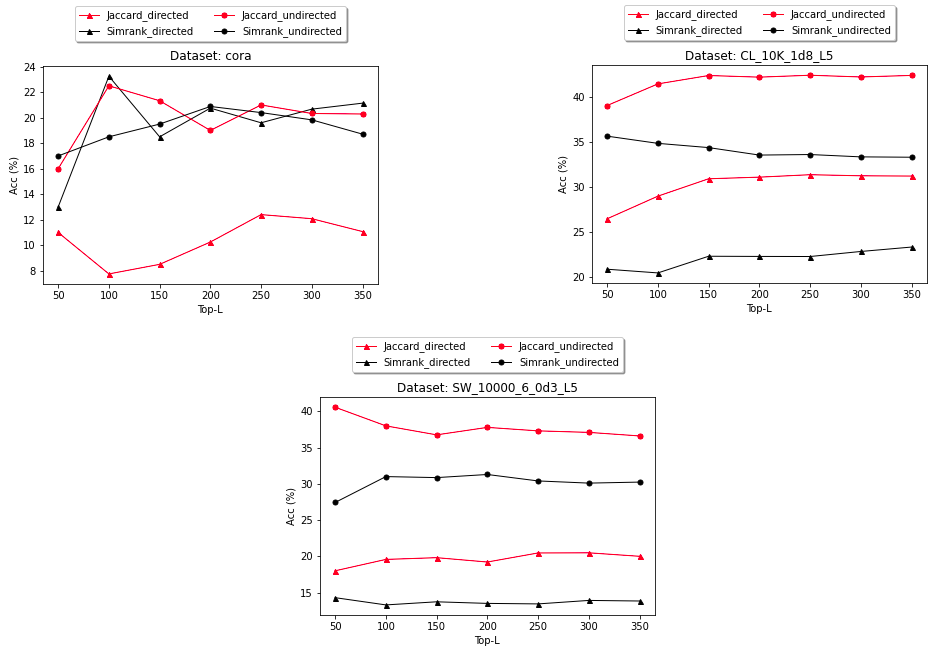 Jaccard_directed Jaccard_undirected
Simrank_directed Simrank_undirected
Dataset: cora
24
22
20
18
16
14
12
10
8
Acc (%)
50 100 150 200 250 300 350
Top-L
Jaccard_directed Jaccard_undirected
Simrank_directed Simrank_undirected
Dataset: CL_10K_1d8_L5
40
35
30
25
20
Acc (%)
50 100 150 200 250 300 350
Top-L
Jaccard_directed Jaccard_undirected
Simrank_directed Simrank_undirected
Dataset: SW_10000_6_0d3_L5
40
35
30
25
20
15
Acc (%)
50 100 150 200 250 300 350
Top-L